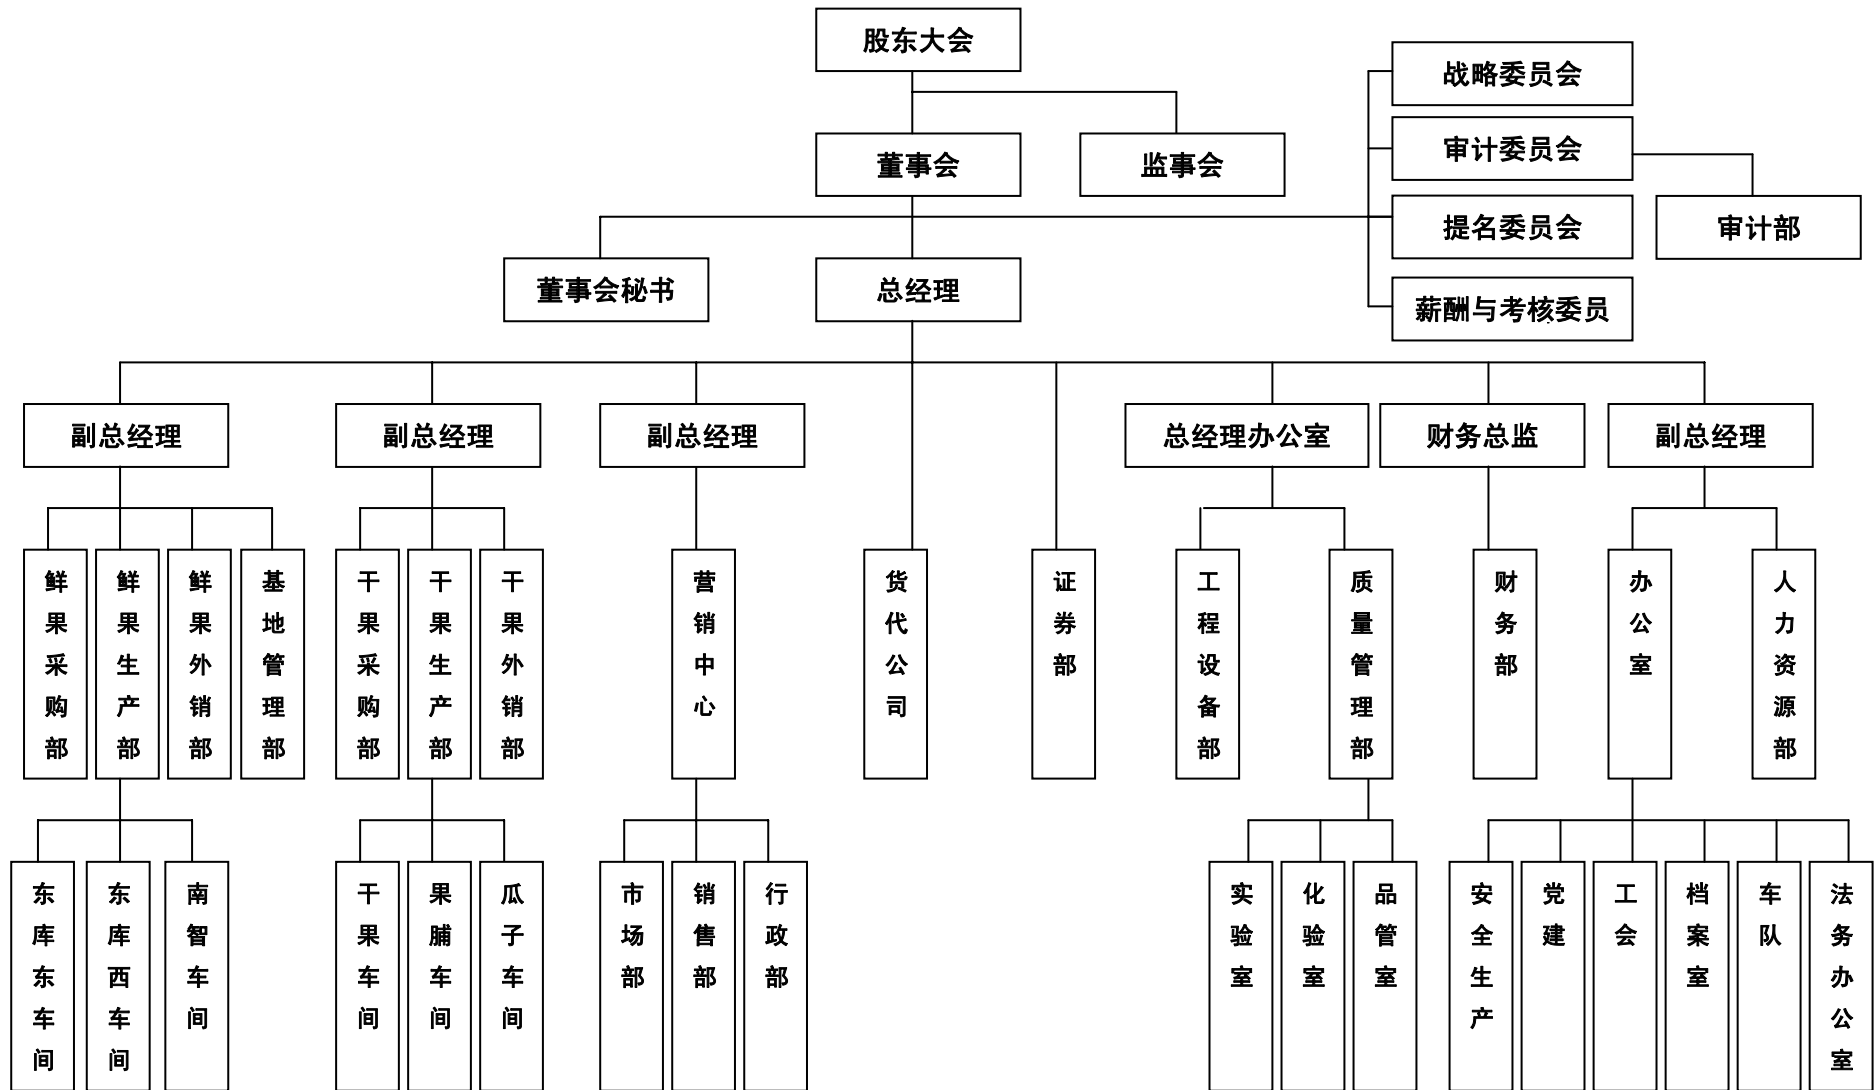 股东大会
战略委员会
审计委员会
董事会
监事会
提名委员会
审计部
董事会秘书
总经理
薪酬与考核委员
副总经理
副总经理
副总经理
总经理办公室
财务总监
副总经理
鲜果采购部
鲜果生产部
鲜果外销部
基地管理部
干果采购部
干果生产部
干果外销部
营销中心
货代公司
证券部
工程设备部
质量管理部
财务部
办公室
人力资源部
东库东车间
东库西车间
南智车间
干果车间
果脯车间
瓜子车间
市场部
销售部
行政部
实验室
化验室
品管室
安全生产
党建
工会
档案室
车队
法务办公室